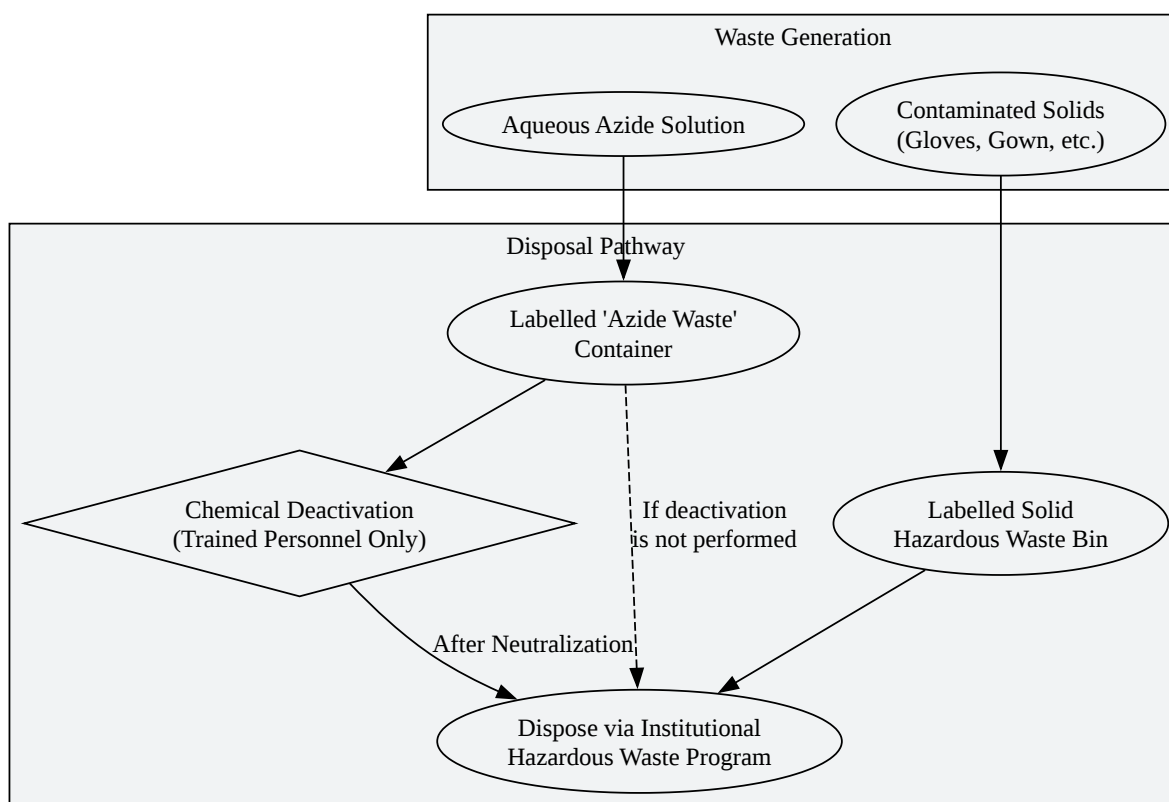 Waste Generation
Aqueous Azide Solution
Contaminated Solids
(Gloves, Gown, etc.)
Disposal Pathway
Labelled 'Azide Waste'
Container
Chemical Deactivation
(Trained Personnel Only)
If deactivation
is not performed
Labelled Solid
Hazardous Waste Bin
After Neutralization
Dispose via Institutional
Hazardous Waste Program